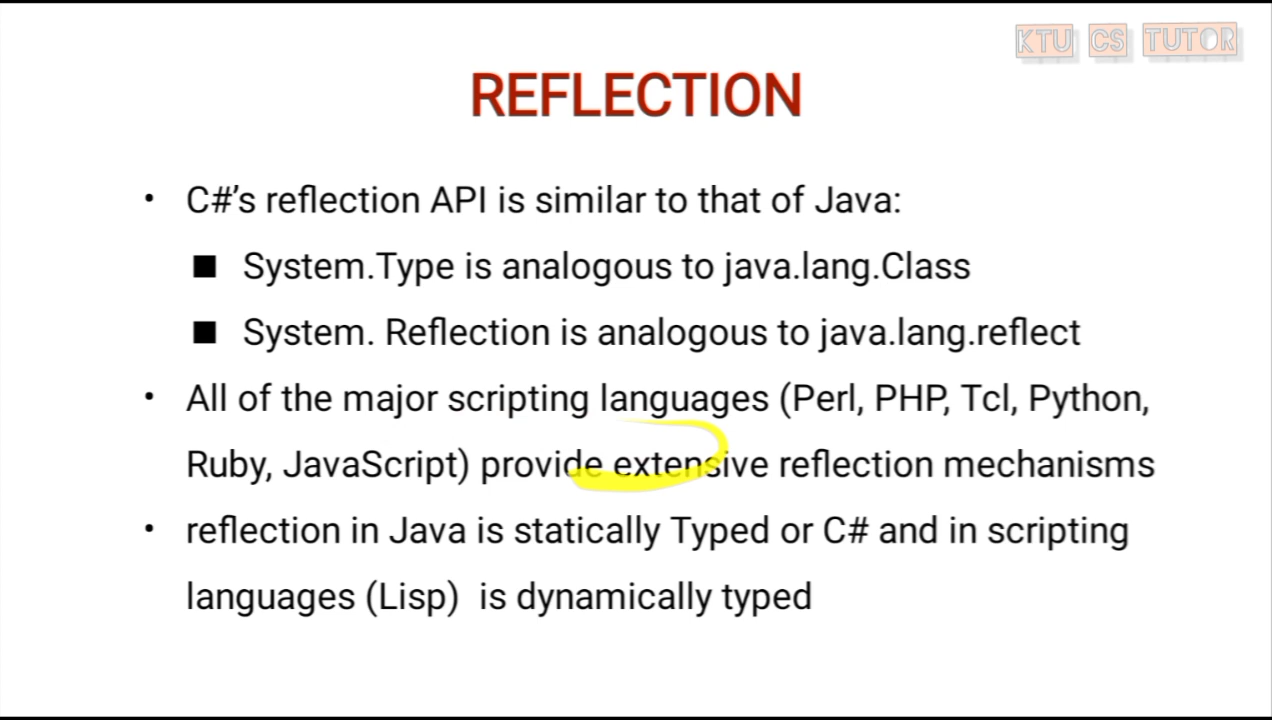 KTU CS TUTOR
REFLECTION
• C#’s reflection API is similar to that of Java:
■ System.Type is analogous to java.lang.Class
■ System. Reflection is analogous to java.lang.reflect
• All of the major scripting languages (Perl, PHP, Tcl, Python,
Ruby, JavaScript) provide extensive reflection mechanisms
• reflection in Java is statically Typed or C# and in scripting
languages (Lisp) is dynamically typed